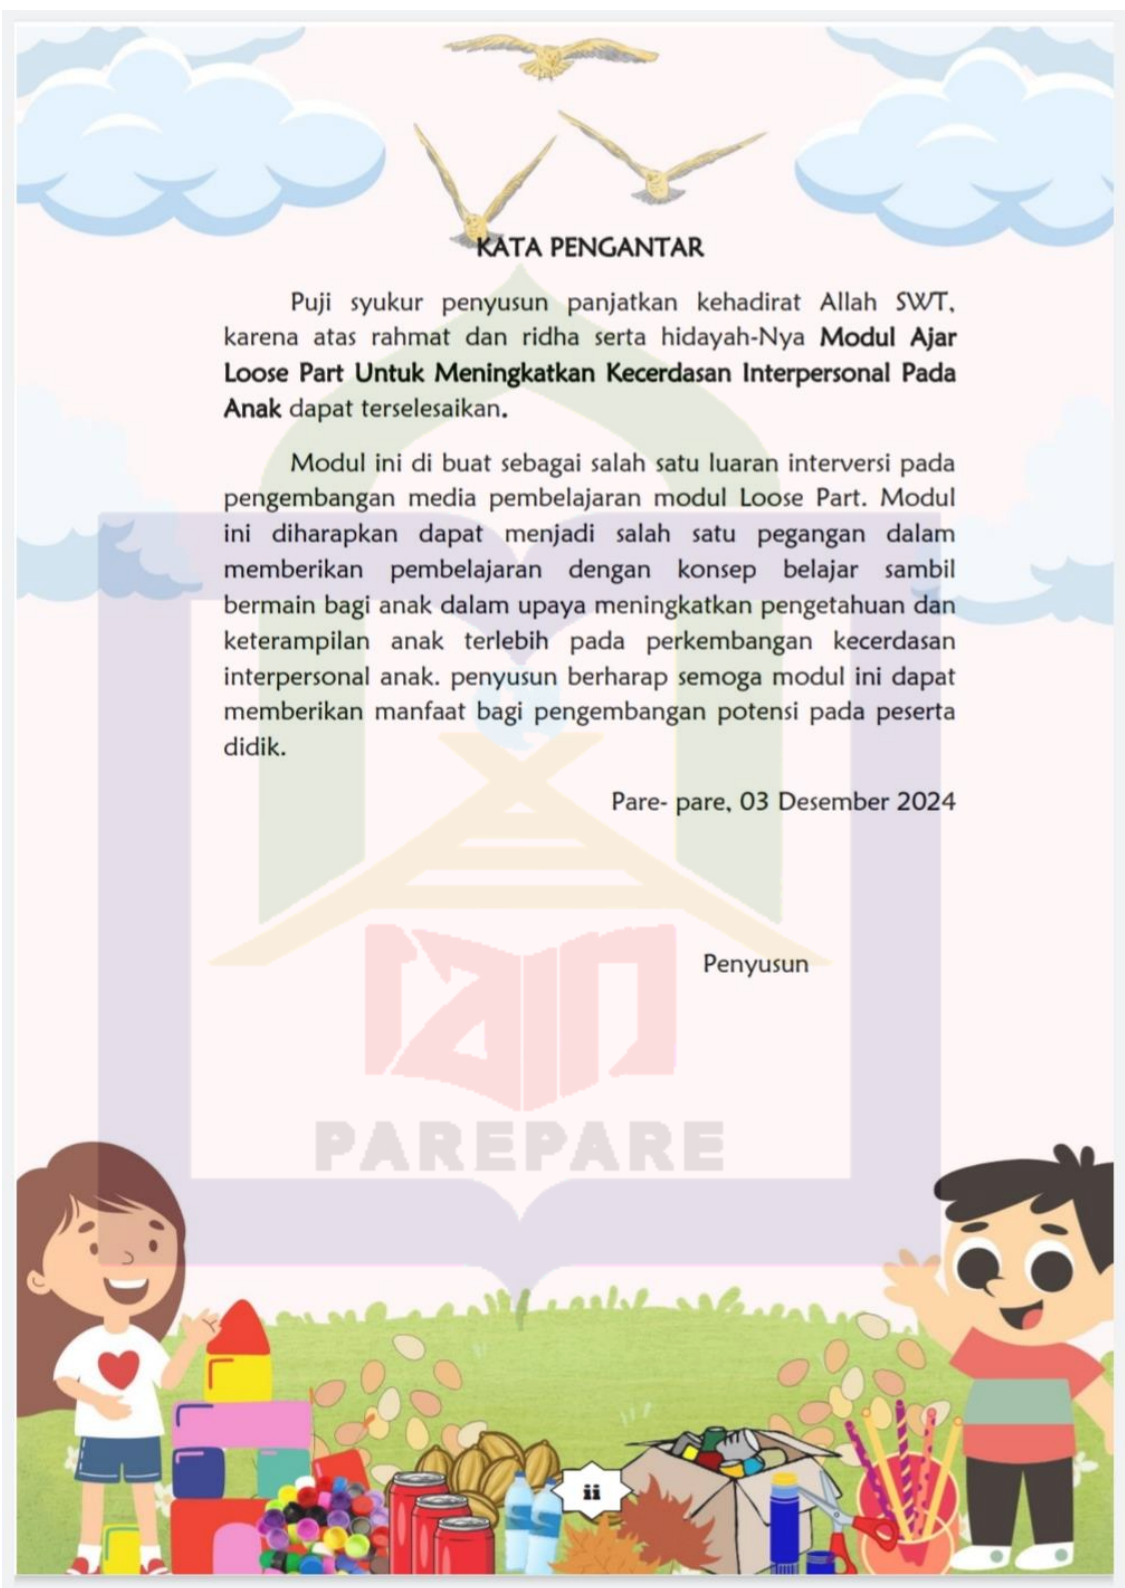 KATA PENGANTAR
Puji syukur penyusun panjatkan kehadirat Allah SWT,
karena atas rahmat dan ridha serta hidayah-Nya Modul Ajar
Loose Part Untuk Meningkatkan Kecerdasan Interpersonal Pada
Anak dapat terselesaikan.
Modul ini di buat sebagai salah satu luaran interversi pada
pengembangan media pembelajaran modul Loose Part. Modul
ini diharapkan dapat menjadi salah satu pegangan dalam
memberikan pembelajaran dengan konsep belajar sambil
bermain bagi anak dalam upaya meningkatkan pengetahuan dan
keterampilan anak terlebih pada perkembangan kecerdasan
interpersonal anak. penyusun berharap semoga modul ini dapat
memberikan manfaat bagi pengembangan potensi pada peserta
didik.
Pare- pare, 03 Desember 2024
Penyusun
iain
PAREPARE
ii